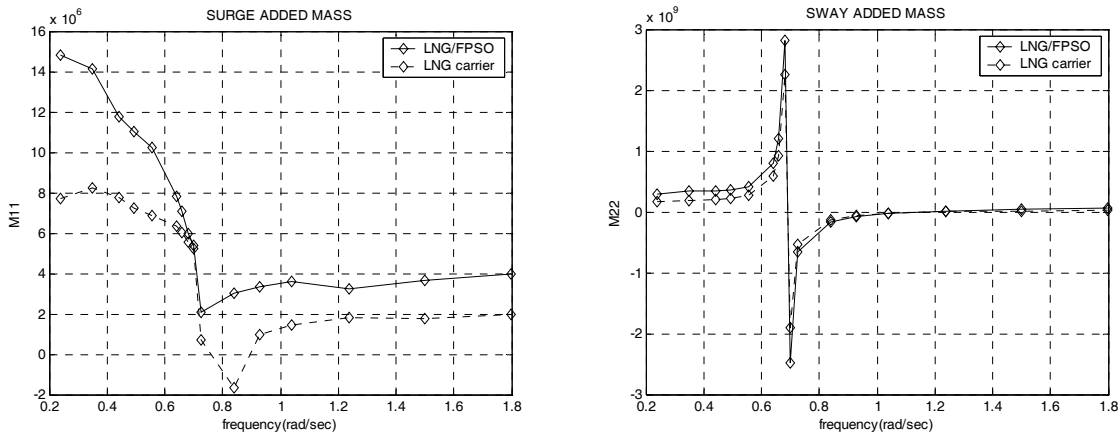 SURGE ADDED MASS
x 10^6
16
14
12
10
8
6
4
2
0
-2
M11
0.2 0.4 0.6 0.8 1 1.2 1.4 1.6 1.8
frequency(rad/sec)
LNG/FPSO
LNG carrier
SWAY ADDED MASS
x 10^9
3
2
1
0
-1
-2
-3
M22
0.2 0.4 0.6 0.8 1 1.2 1.4 1.6 1.8
frequency(rad/sec)
LNG/FPSO
LNG carrier